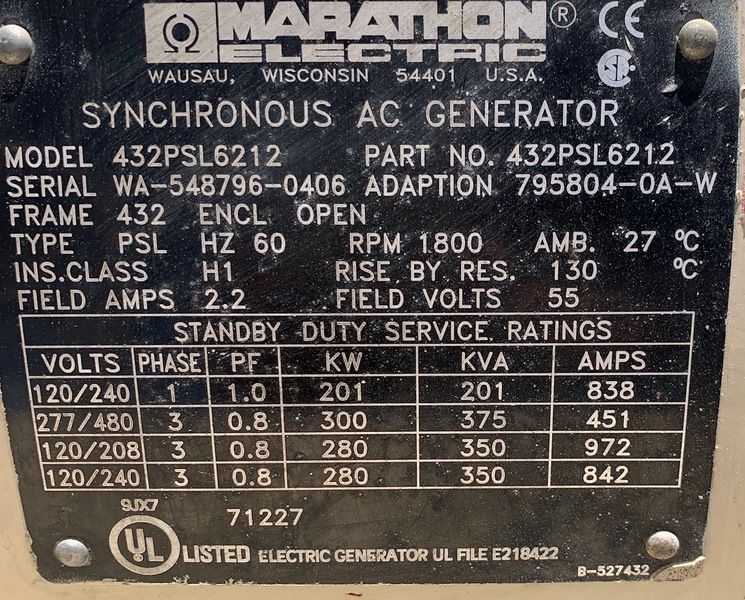 MARATHON ® CE
ELECTRIC
WAUSAU, WISCONSIN 54401 U.S.A.
SYNCHRONOUS AC GENERATOR
MODEL 432PSL6212 PART NO. 432PSL6212
SERIAL WA-548796-0406 ADAPTION 795804-0A-W
FRAME 432 ENCL OPEN
TYPE PSL HZ 60 RPM 1800 AMB. 27 °C
INS.CLASS H1 RISE BY RES. 130 °C
FIELD AMPS 2.2 FIELD VOLTS 55
STANDBY DUTY SERVICE RATINGS
VOLTS PHASE PF KW KVA AMPS
120/240 1 1.0 201 201 838
277/480 3 0.8 300 375 451
120/208 3 0.8 280 350 972
120/240 3 0.8 280 350 842
9JX7
71227
UL LISTED ELECTRIC GENERATOR UL FILE E218422
B-527432